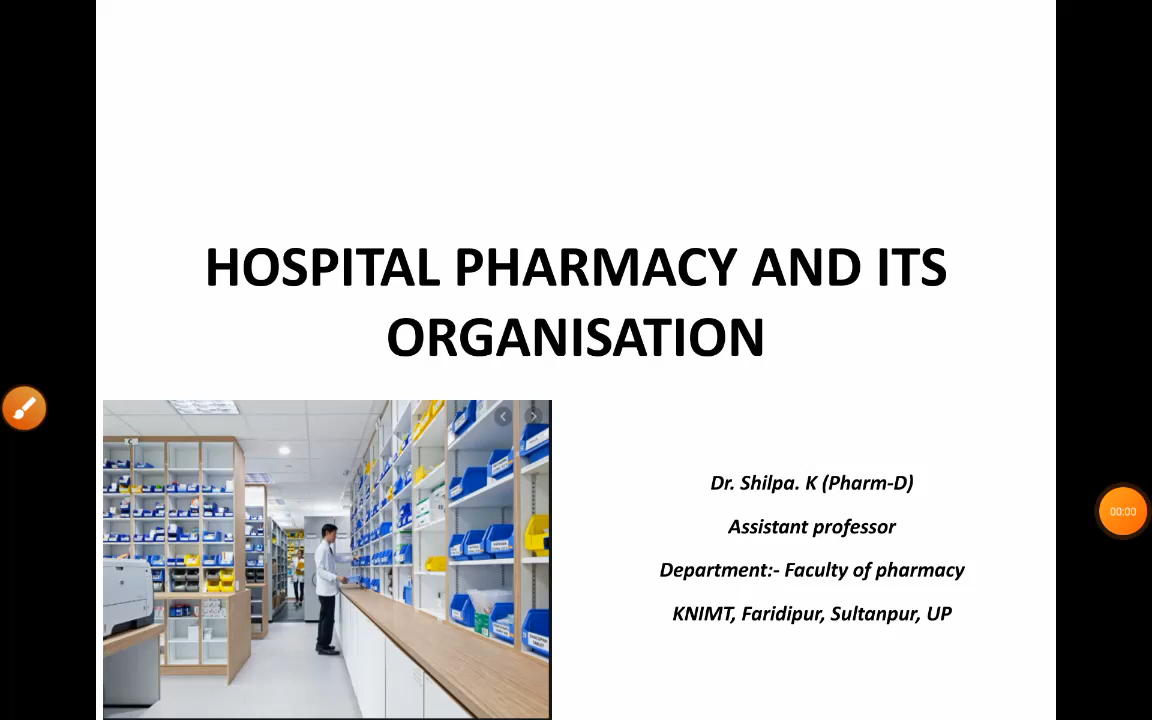 HOSPITAL PHARMACY AND ITS
ORGANISATION
Dr. Shilpa. K (Pharm-D)
Assistant professor
Department:- Faculty of pharmacy
KNIMT, Faridipur, Sultanpur, UP
00:00